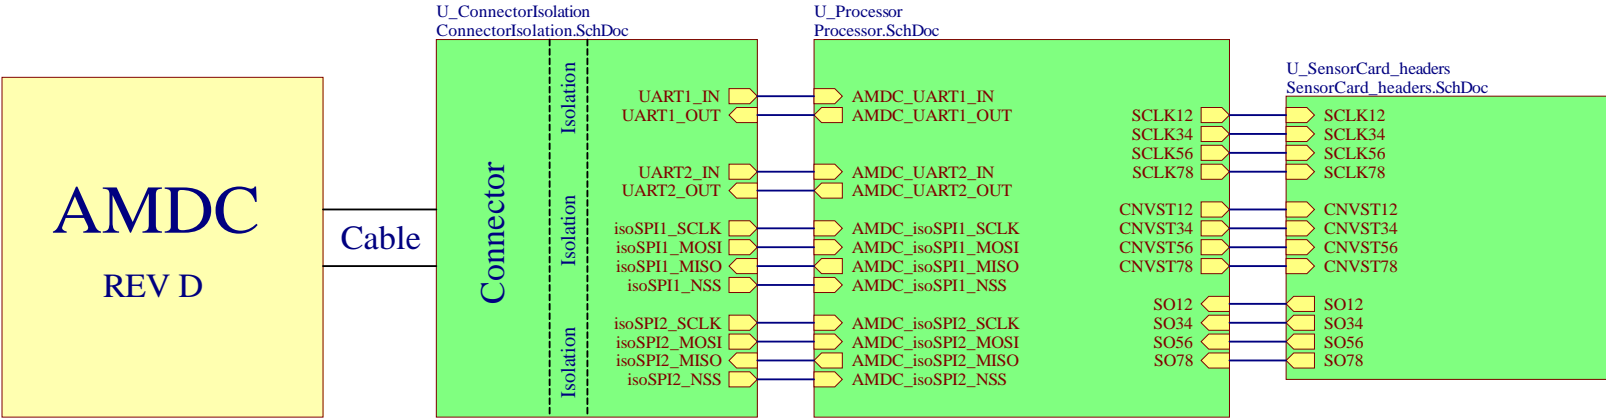 AMDC
REV D
Cable
U_ConnectorIsolation
ConnectorIsolation.SchDoc
Connector
Isolation
Isolation
Isolation
UART1_IN
UART1_OUT
UART2_IN
UART2_OUT
isoSPI1_SCLK
isoSPI1_MOSI
isoSPI1_MISO
isoSPI1_NSS
isoSPI2_SCLK
isoSPI2_MOSI
isoSPI2_MISO
isoSPI2_NSS
U_Processor
Processor.SchDoc
AMDC_UART1_IN
AMDC_UART1_OUT
AMDC_UART2_IN
AMDC_UART2_OUT
AMDC_isoSPI1_SCLK
AMDC_isoSPI1_MOSI
AMDC_isoSPI1_MISO
AMDC_isoSPI1_NSS
AMDC_isoSPI2_SCLK
AMDC_isoSPI2_MOSI
AMDC_isoSPI2_MISO
AMDC_isoSPI2_NSS
SCLK12
SCLK34
SCLK56
SCLK78
CNVST12
CNVST34
CNVST56
CNVST78
SO12
SO34
SO56
SO78
U_SensorCard_headers
SensorCard_headers.SchDoc
SCLK12
SCLK34
SCLK56
SCLK78
CNVST12
CNVST34
CNVST56
CNVST78
SO12
SO34
SO56
SO78